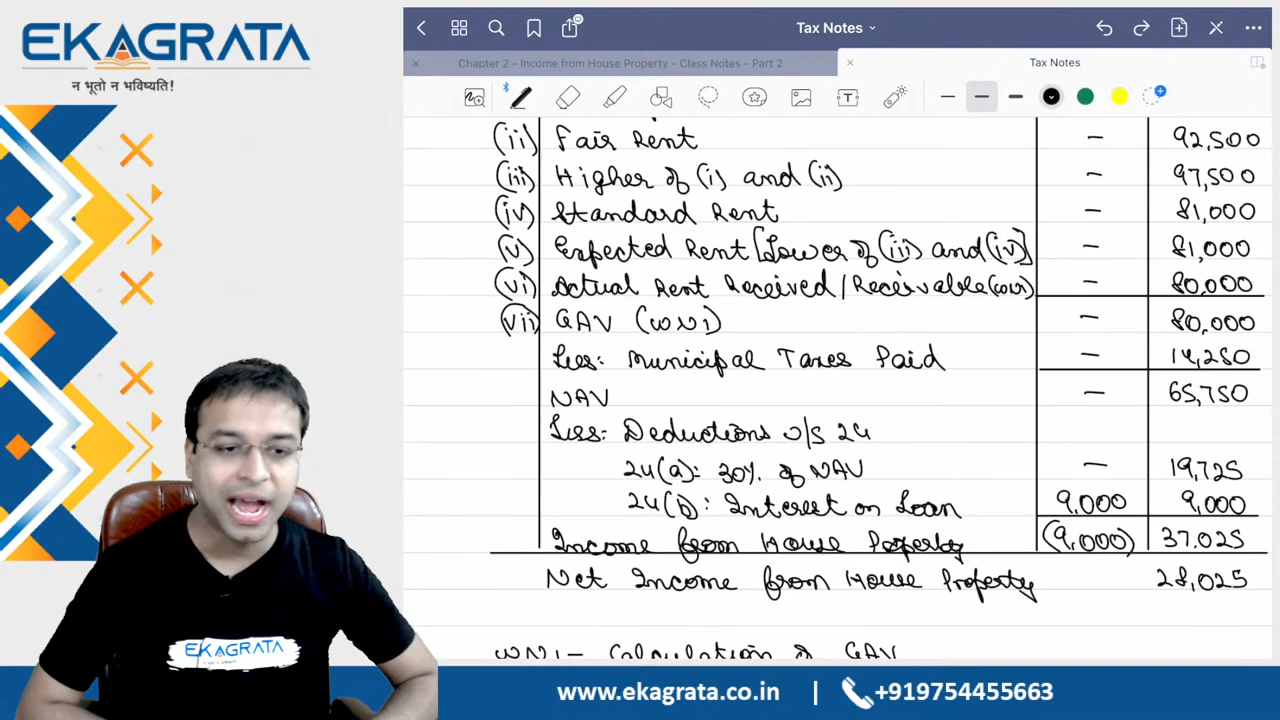 EKAGRATA
न भूतो न भविष्यति!
Tax Notes
Chapter 2 - Income from House Property - Class Notes - Part 2
Tax Notes
(ii) Fair Rent - 92,500
(iii) Higher of (i) and (ii) - 97,500
(iv) Standard Rent - 81,000
(v) Expected Rent [Lower of (iii) and (iv)] - 81,000
(vi) Actual Rent Received/Receivable - 80,000
(vii) GAV (WN1) - 80,000
Less: Municipal Taxes Paid - 14,250
NAV - 65,750
Less: Deductions U/S 24
24(a): 30% of NAV - 19,725
24(b): Interest on Loan 9,000 9,000
Income from House Property (9,000) 37,025
Net Income from House Property 28,025
WN1 - Calculation of GAV
EKAGRATA
www.ekagrata.co.in | +919754455663